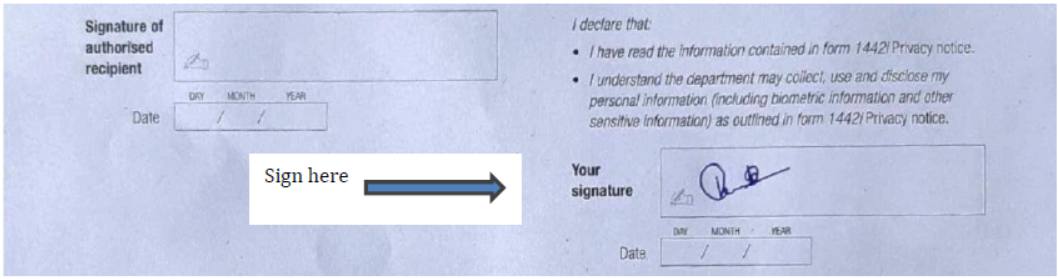 Signature of
authorised
recipient
DAY MONTH YEAR
Date / /
Sign here
I declare that:
• I have read the information contained in form 1442i Privacy notice.
• I understand the department may collect, use and disclose my
personal information (including biometric information and other
sensitive information) as outlined in form 1442i Privacy notice.
Your
signature
DAY MONTH YEAR
Date / /